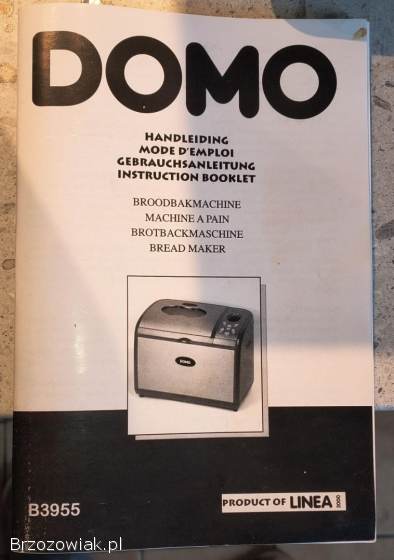 DOMO
HANDLEIDING
MODE D'EMPLOI
GEBRAUCHSANLEITUNG
INSTRUCTION BOOKLET
BROODBAKMACHINE
MACHINE A PAIN
BROTBACKMASCHINE
BREAD MAKER
DOMO
B3955
PRODUCT OF LINEA 2000
Brzozowiak.pl